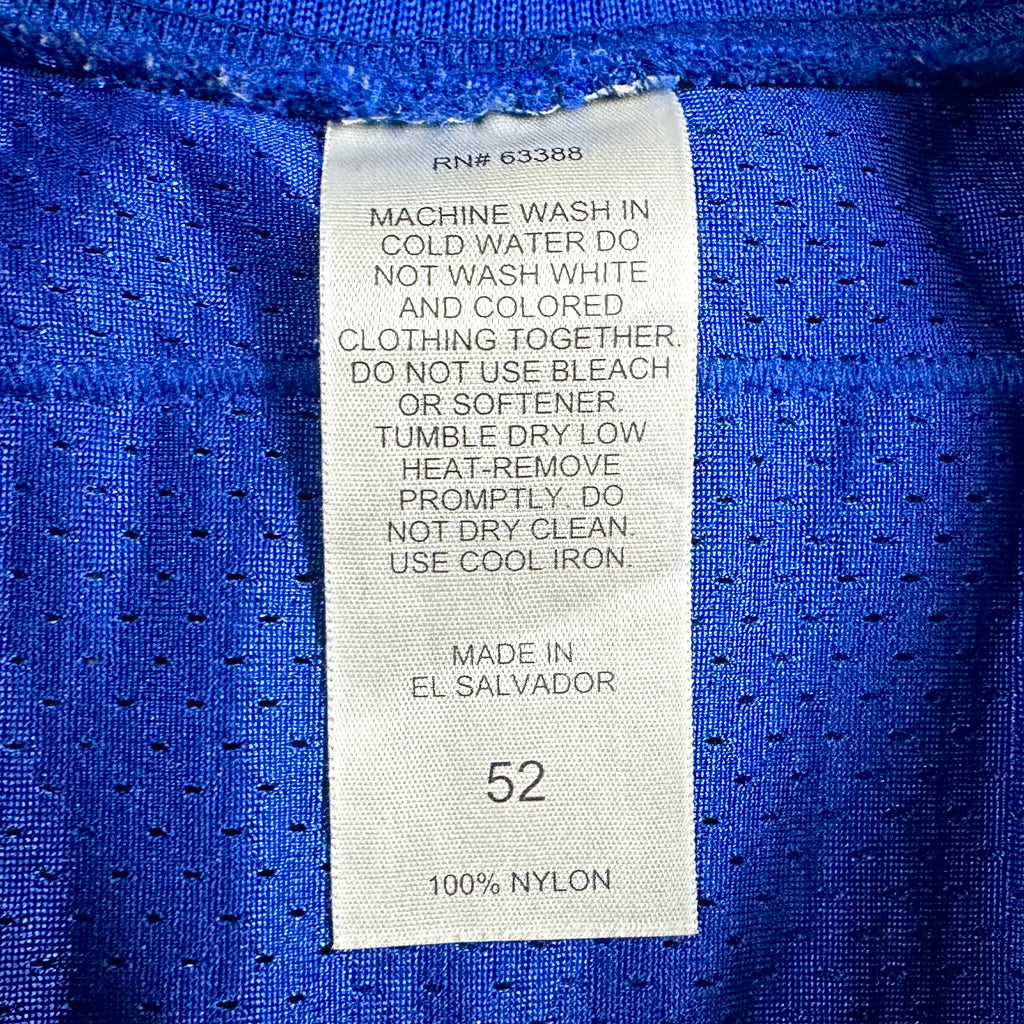 RN# 63388
MACHINE WASH IN
COLD WATER DO
NOT WASH WHITE
AND COLORED
CLOTHING TOGETHER.
DO NOT USE BLEACH
OR SOFTENER.
TUMBLE DRY LOW
HEAT-REMOVE
PROMPTLY. DO
NOT DRY CLEAN.
USE COOL IRON.
MADE IN
EL SALVADOR
52
100% NYLON